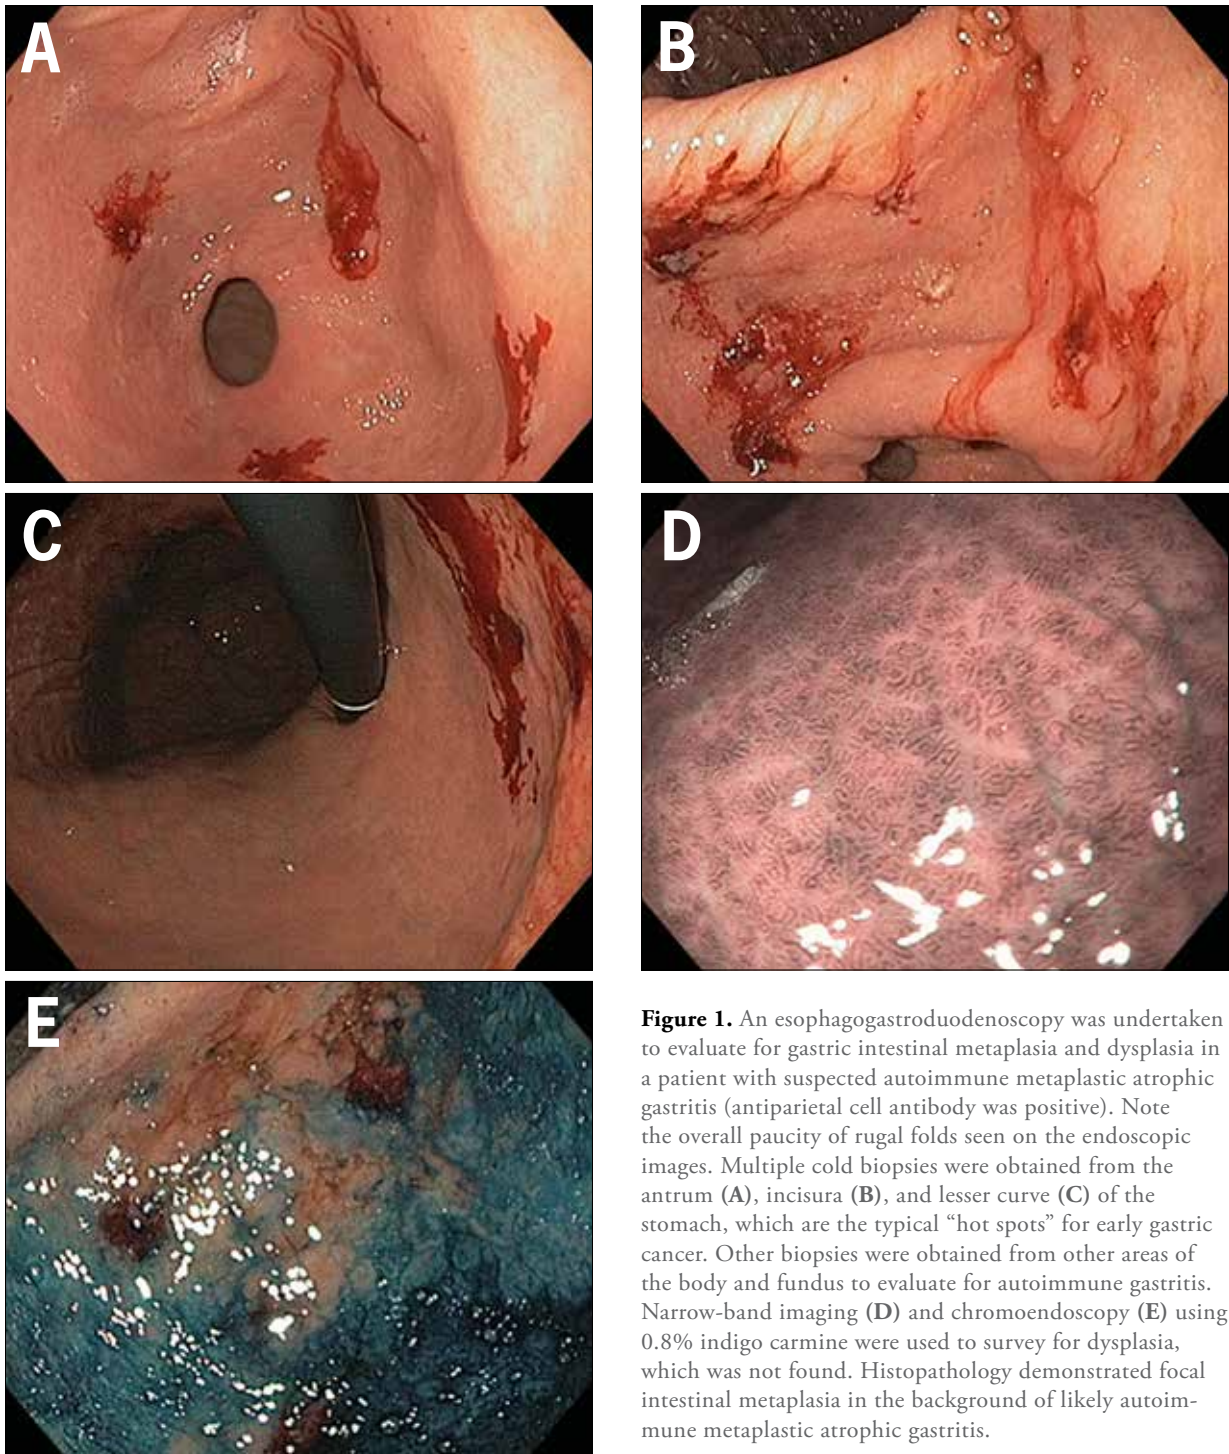 A
B
C
D
E
Figure 1. An esophagogastroduodenoscopy was undertaken
to evaluate for gastric intestinal metaplasia and dysplasia in
a patient with suspected autoimmune metaplastic atrophic
gastritis (antiparietal cell antibody was positive). Note
the overall paucity of rugal folds seen on the endoscopic
images. Multiple cold biopsies were obtained from the
antrum (A), incisura (B), and lesser curve (C) of the
stomach, which are the typical “hot spots” for early gastric
cancer. Other biopsies were obtained from other areas of
the body and fundus to evaluate for autoimmune gastritis.
Narrow-band imaging (D) and chromoendoscopy (E) using
0.8% indigo carmine were used to survey for dysplasia,
which was not found. Histopathology demonstrated focal
intestinal metaplasia in the background of likely autoim-
mune metaplastic atrophic gastritis.